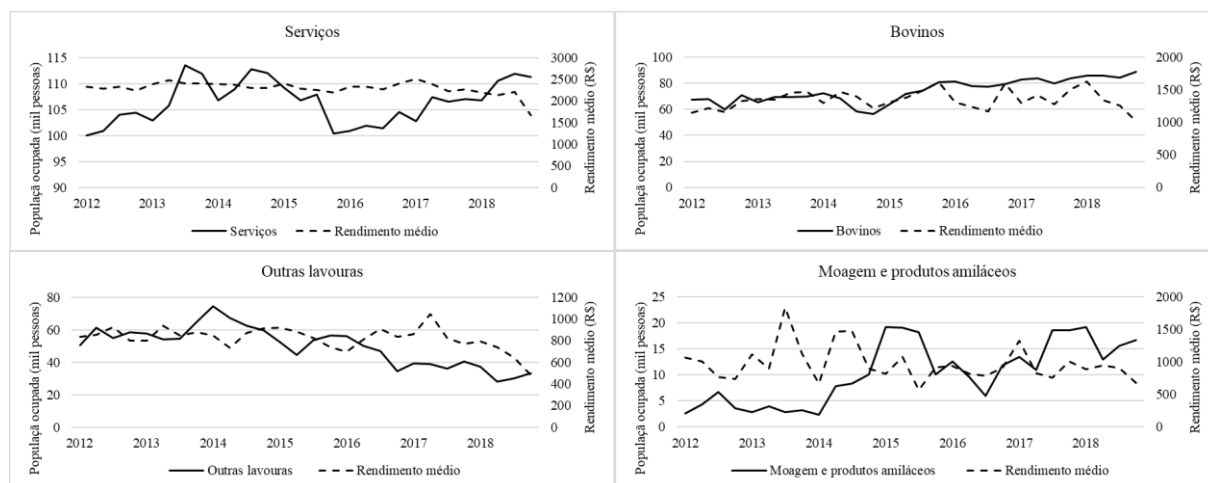 Serviços
População ocupada (mil pessoas)
115
110
105
100
95
90
3000
2500
2000
1500
1000
500
0
Rendimento médio (R$)
2012 2013 2014 2015 2016 2017 2018
Serviços Rendimento médio
Bovinos
Populaçã ocupada (mil pessoas)
100
80
60
40
20
0
2000
1500
1000
500
0
Rendimento médio (R$)
2012 2013 2014 2015 2016 2017 2018
Bovinos Rendimento médio
Outras lavouras
Populaçã ocupada (mil pessoas)
80
60
40
20
0
1200
1000
800
600
400
200
0
Rendimento médio (R$)
2012 2013 2014 2015 2016 2017 2018
Outras lavouras Rendimento médio
Moagem e produtos amiláceos
Populaçã ocupada (mil pessoas)
25
20
15
10
5
0
2000
1500
1000
500
0
Rendimento médio (R$)
2012 2013 2014 2015 2016 2017 2018
Moagem e produtos amiláceos Rendimento médio